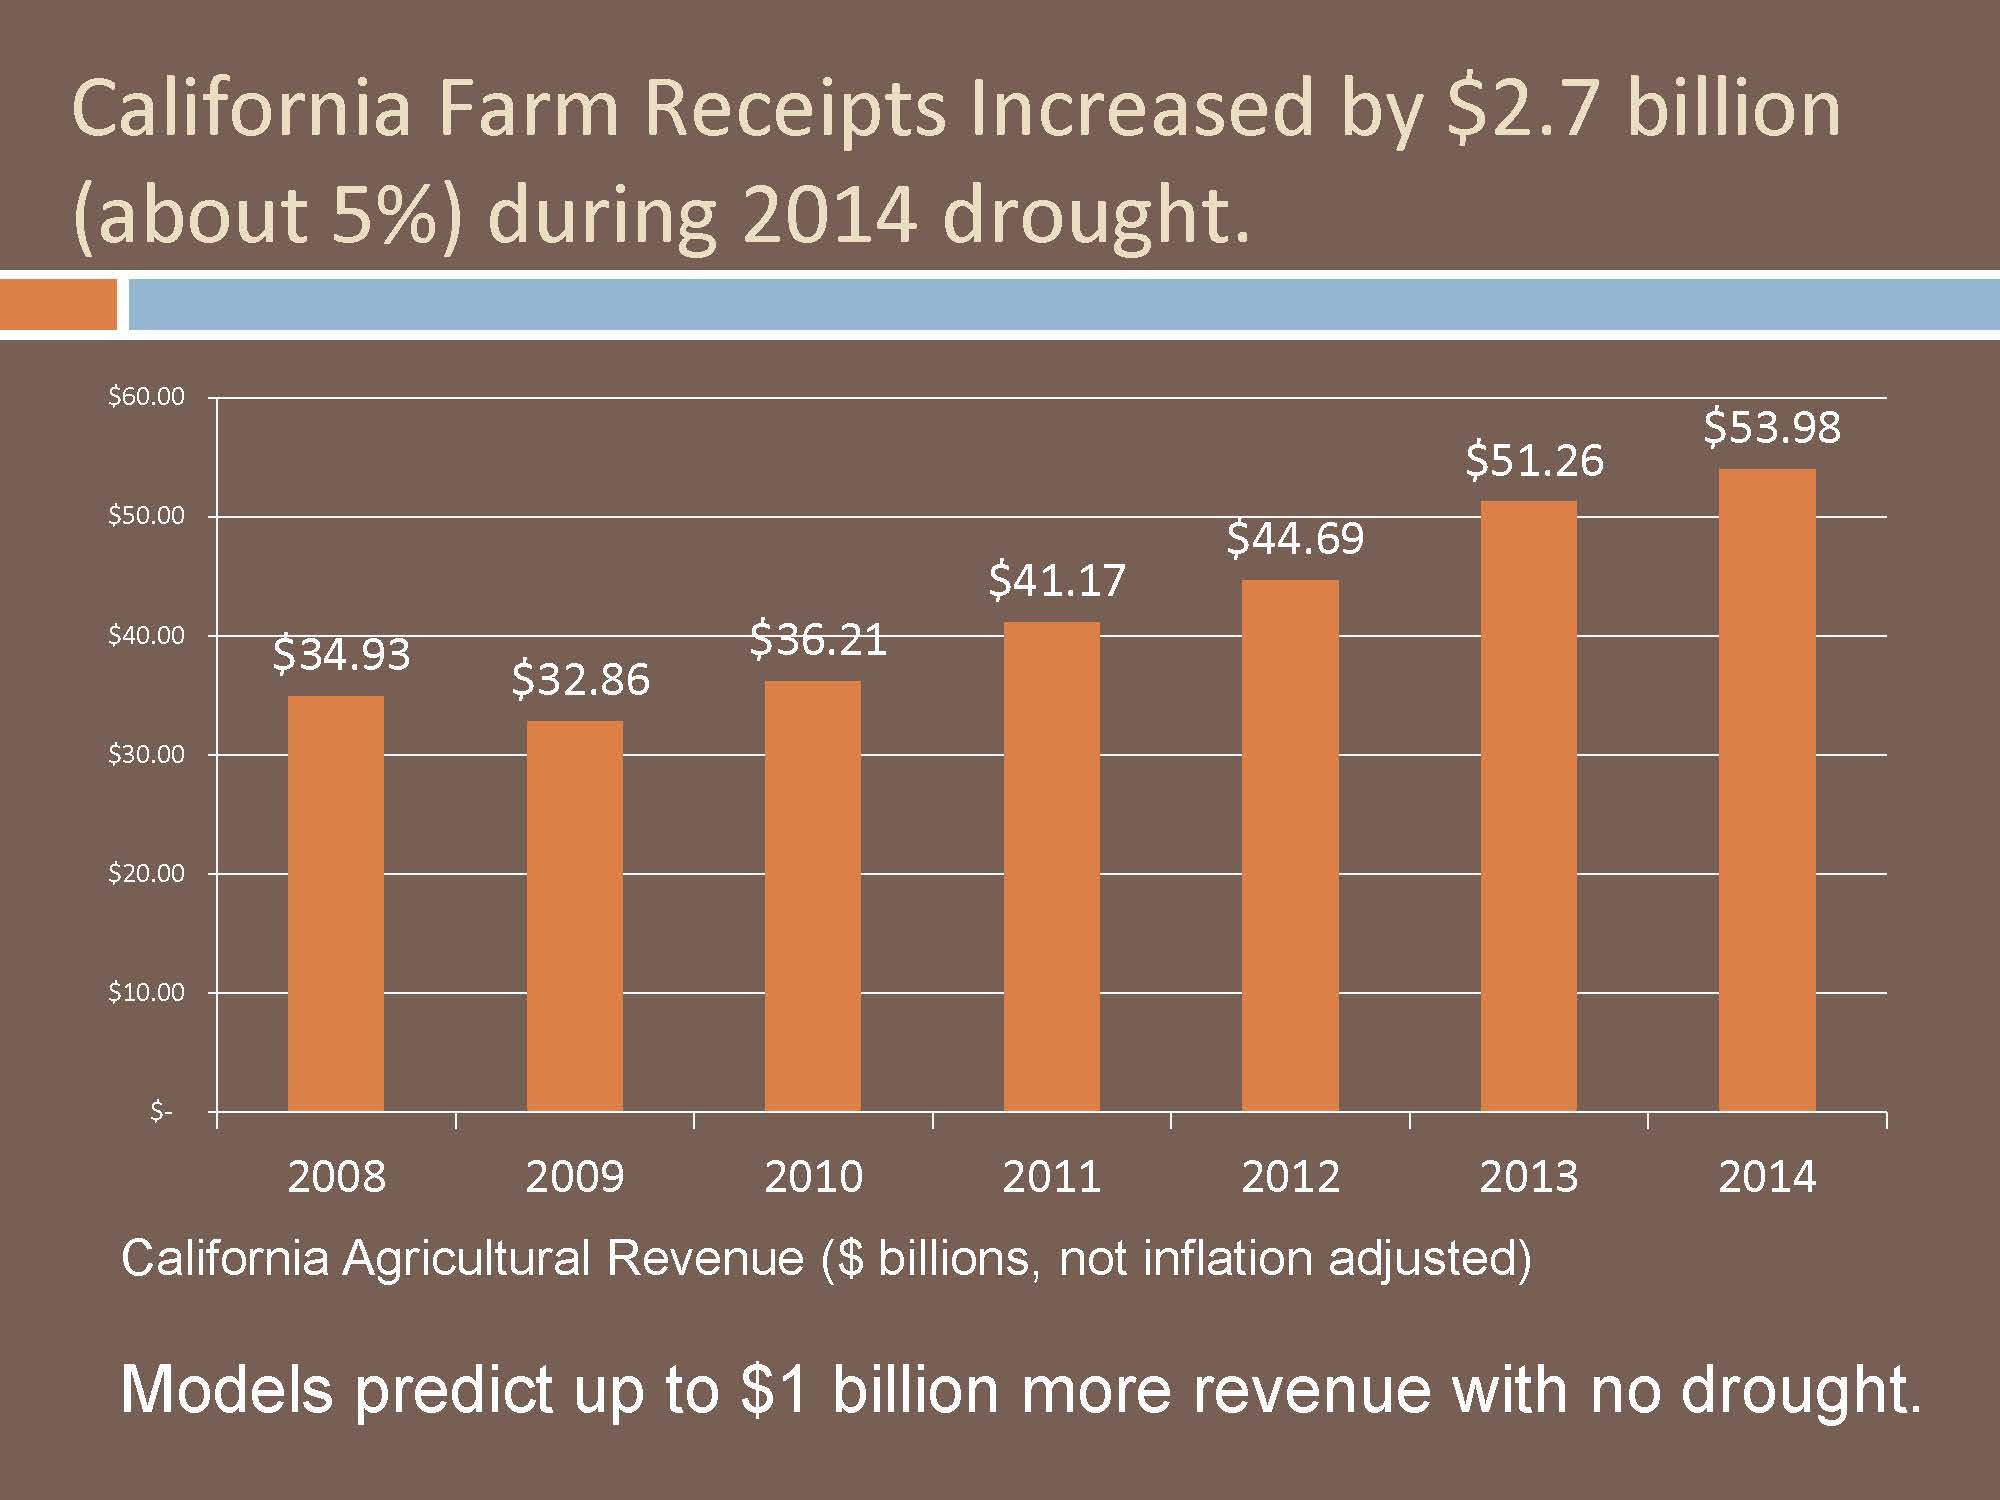 California Farm Receipts Increased by $2.7 billion
(about 5%) during 2014 drought.
$60.00
$50.00
$40.00
$30.00
$20.00
$10.00
$-
$34.93
$32.86
$36.21
$41.17
$44.69
$51.26
$53.98
2008 2009 2010 2011 2012 2013 2014
California Agricultural Revenue ($ billions, not inflation adjusted)
Models predict up to $1 billion more revenue with no drought.